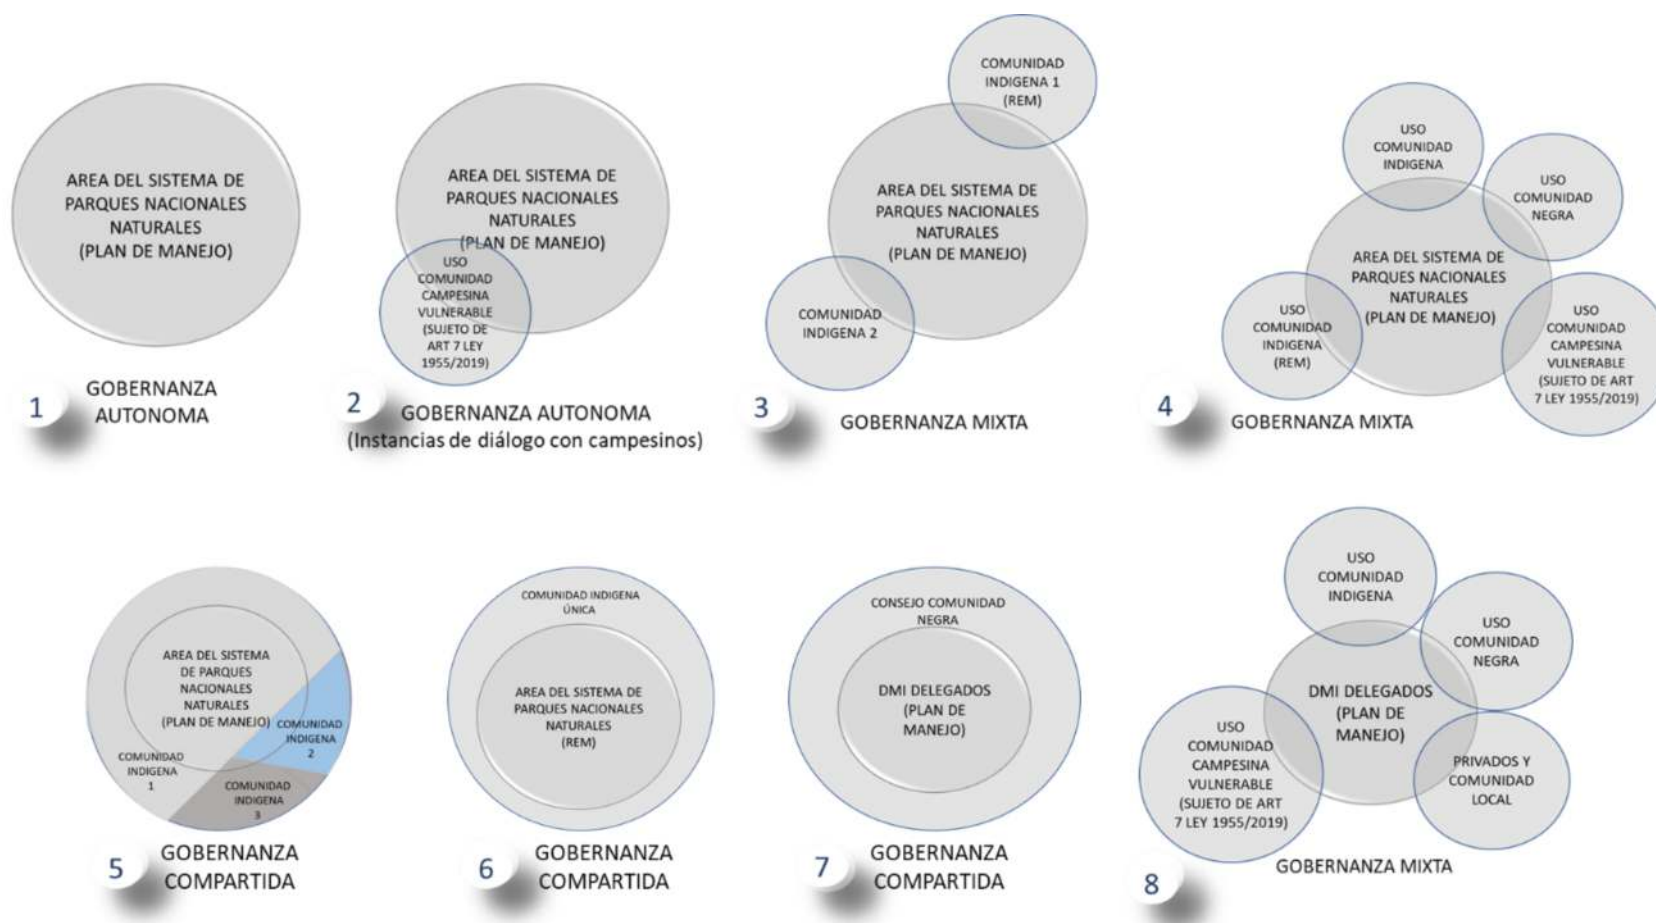 AREA DEL SISTEMA DE
PARQUES NACIONALES
NATURALES
(PLAN DE MANEJO)
1
GOBERNANZA
AUTONOMA
AREA DEL SISTEMA DE
PARQUES NACIONALES
NATURALES
(PLAN DE MANEJO)
USO
COMUNIDAD
CAMPESINA
VULNERABLE
(SUJETO DE
ART 7 LEY
1955/2019)
2
GOBERNANZA AUTONOMA
(Instancias de diálogo con campesinos)
COMUNIDAD
INDIGENA 1
(REM)
AREA DEL SISTEMA DE
PARQUES NACIONALES
NATURALES
(PLAN DE MANEJO)
COMUNIDAD
INDIGENA 2
3
GOBERNANZA MIXTA
USO
COMUNIDAD
INDIGENA
USO
COMUNIDAD
NEGRA
AREA DEL SISTEMA DE
PARQUES NACIONALES
NATURALES
(PLAN DE MANEJO)
USO
COMUNIDAD
INDIGENA
(REM)
USO
COMUNIDAD
CAMPESINA
VULNERABLE
(SUJETO DE ART
7 LEY 1955/2019)
4
GOBERNANZA MIXTA
AREA DEL SISTEMA
DE PARQUES
NACIONALES
NATURALES
(PLAN DE MANEJO)
COMUNIDAD
INDIGENA
2
COMUNIDAD
INDIGENA
1
COMUNIDAD
INDIGENA
3
5
GOBERNANZA
COMPARTIDA
COMUNIDAD INDIGENA
ÚNICA
AREA DEL SISTEMA DE
PARQUES NACIONALES
NATURALES
(REM)
6
GOBERNANZA
COMPARTIDA
CONSEJO COMUNIDAD
NEGRA
DMI DELEGADOS
(PLAN DE
MANEJO)
7
GOBERNANZA
COMPARTIDA
USO
COMUNIDAD
INDIGENA
USO
COMUNIDAD
NEGRA
DMI DELEGADOS
(PLAN DE
MANEJO)
USO
COMUNIDAD
CAMPESINA
VULNERABLE
(SUJETO DE ART
7 LEY 1955/2019)
PRIVADOS Y
COMUNIDAD
LOCAL
8
GOBERNANZA MIXTA